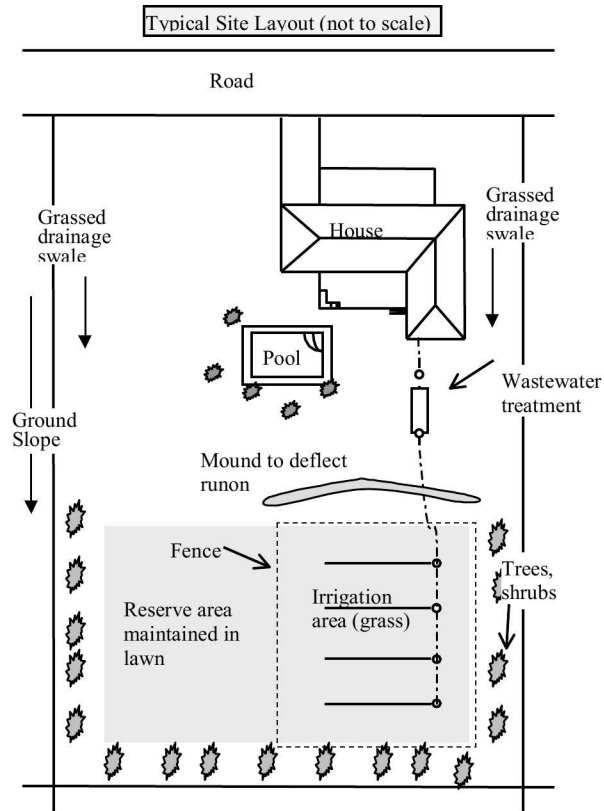 Typical Site Layout (not to scale)
Road
Grassed
drainage
swale
House
Grassed
drainage
swale
Pool
Wastewater
treatment
Ground
Slope
Mound to deflect
runon
Fence
Trees,
shrubs
Irrigation
area (grass)
Reserve area
maintained in
lawn